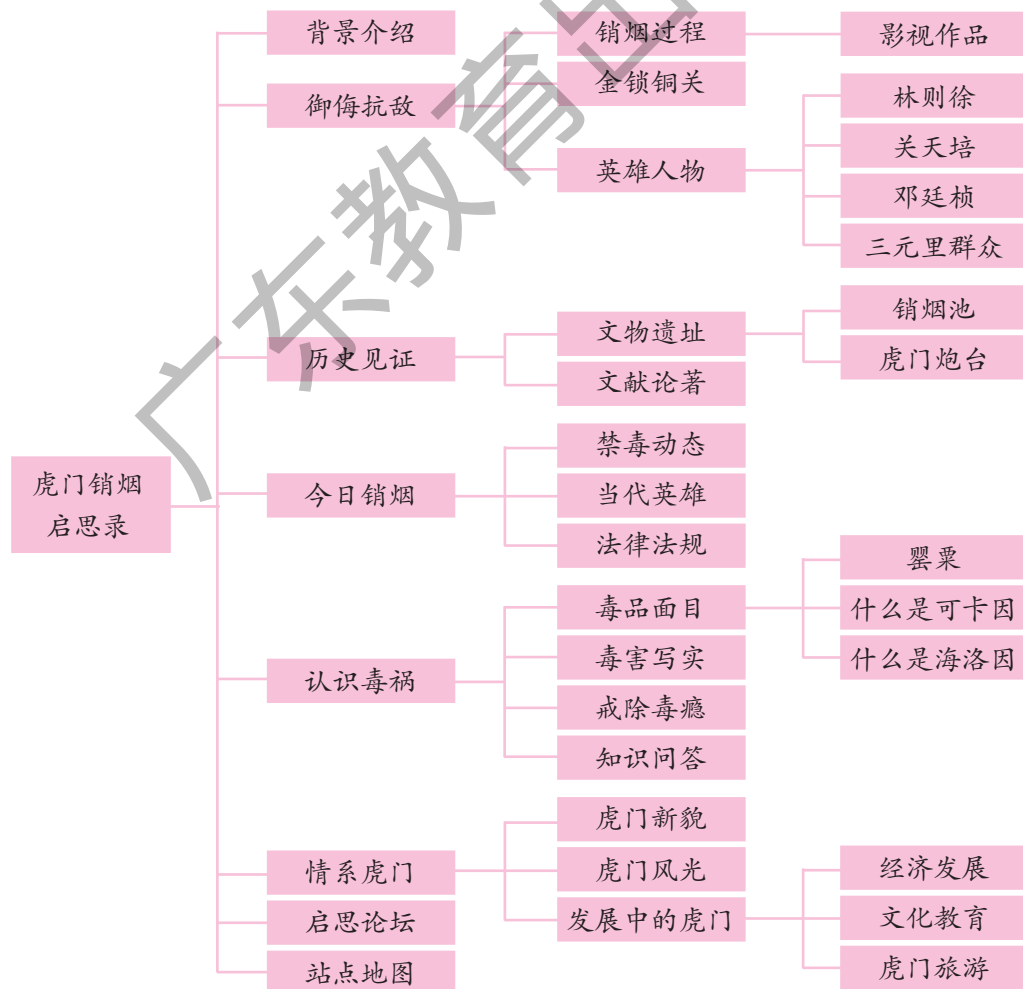 虎门销烟
启思录
背景介绍
御侮抗敌
销烟过程
影视作品
金锁铜关
英雄人物
林则徐
关天培
邓廷桢
三元里群众
历史见证
文物遗址
销烟池
虎门炮台
文献论著
今日销烟
禁毒动态
当代英雄
法律法规
认识毒祸
毒品面目
罂粟
什么是可卡因
什么是海洛因
毒害写实
戒除毒瘾
知识问答
情系虎门
虎门新貌
虎门风光
发展中的虎门
经济发展
文化教育
虎门旅游
启思论坛
站点地图
广东教育出